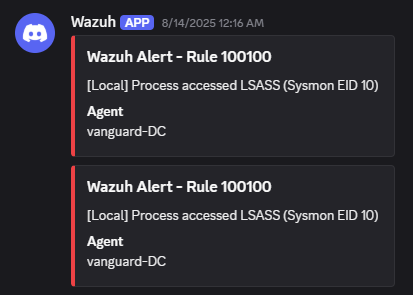 Wazuh APP 8/14/2025 12:16 AM
Wazuh Alert - Rule 100100
[Local] Process accessed LSASS (Sysmon EID 10)
Agent
vanguard-DC
Wazuh Alert - Rule 100100
[Local] Process accessed LSASS (Sysmon EID 10)
Agent
vanguard-DC